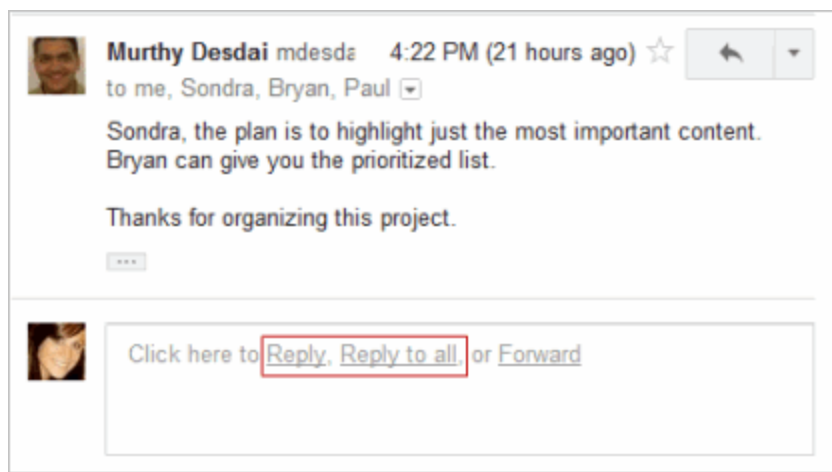 Murthy Desdai mdesda 4:22 PM (21 hours ago)
to me, Sondra, Bryan, Paul
Sondra, the plan is to highlight just the most important content.
Bryan can give you the prioritized list.
Thanks for organizing this project.
Click here to Reply, Reply to all, or Forward